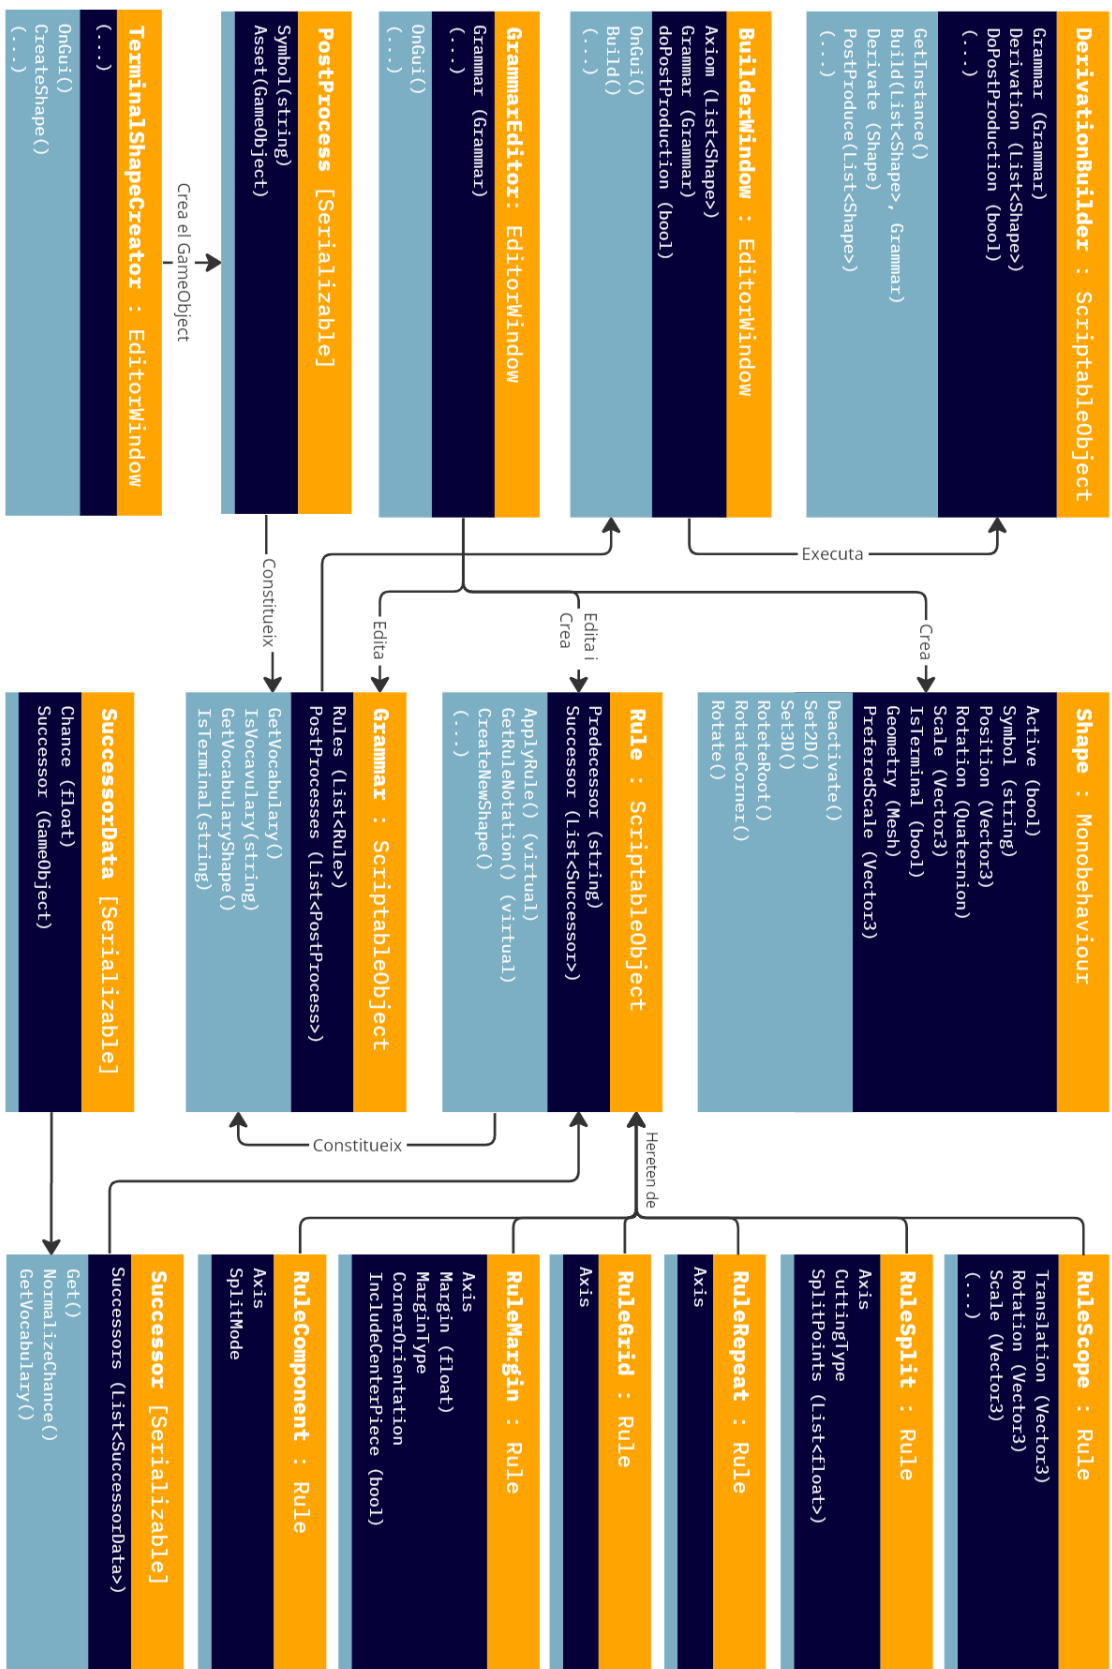 DerivationBuilder : ScriptableObject
Grammar (Grammar)
Derivation (List<Shape>)
DoPostProduction (bool)
(...)
GetInstance()
Build(List<Shape>, Grammar)
Derivate (Shape)
PostProduce(List<Shape>)
(...)
Executa
BuilderWindow : EditorWindow
Axiom (List<Shape>)
Grammar (Grammar)
doPostProduction (bool)
OnGui()
Build()
(...)
GrammarEditor: EditorWindow
Grammar (Grammar)
(...)
OnGui()
(...)
PostProcess [Serializable]
Symbol(string)
Asset(GameObject)
Crea el GameObject
TerminalShapeCreator : EditorWindow
(...)
OnGui()
CreateShape()
(...)
Crea
Edita i
Crea
Edita
Constitueix
Shape : Monobehaviour
Active (bool)
Symbol (string)
Position (Vector3)
Rotation (Quaternion)
Scale (Vector3)
IsTerminal (bool)
Geometry (Mesh)
PreferedScale (Vector3)
Deactivate()
Set2D()
Set3D()
RoteteRoot()
RotateCorner()
Rotate()
Rule : ScriptableObject
Predecessor (string)
Successor (List<Successor>)
ApplyRule() (virtual)
GetRuleNotation() (virtual)
CreateNewShape()
(...)
Grammar : ScriptableObject
Rules (List<Rule>)
PostProcesses (List<PostProcess>)
GetVocabulary()
IsVocavulary(string)
GetVocabularyShape()
IsTerminal(string)
SuccessorData [Serializable]
Chance (float)
Successor (GameObject)
Hereten de
Constitueix
RuleScope : Rule
Translation (Vector3)
Rotation (Vector3)
Scale (Vector3)
(...)
RuleSplit : Rule
Axis
CuttingType
SplitPoints (List<float>)
RuleRepeat : Rule
Axis
RuleGrid : Rule
Axis
RuleMargin : Rule
Axis
Margin (float)
MarginType
CornerOrientation
IncludeCenterPiece (bool)
RuleComponent : Rule
Axis
SplitMode
Successor [Serializable]
Successors (List<SuccessorData>)
Get()
NormalizeChance()
GetVocabulary()